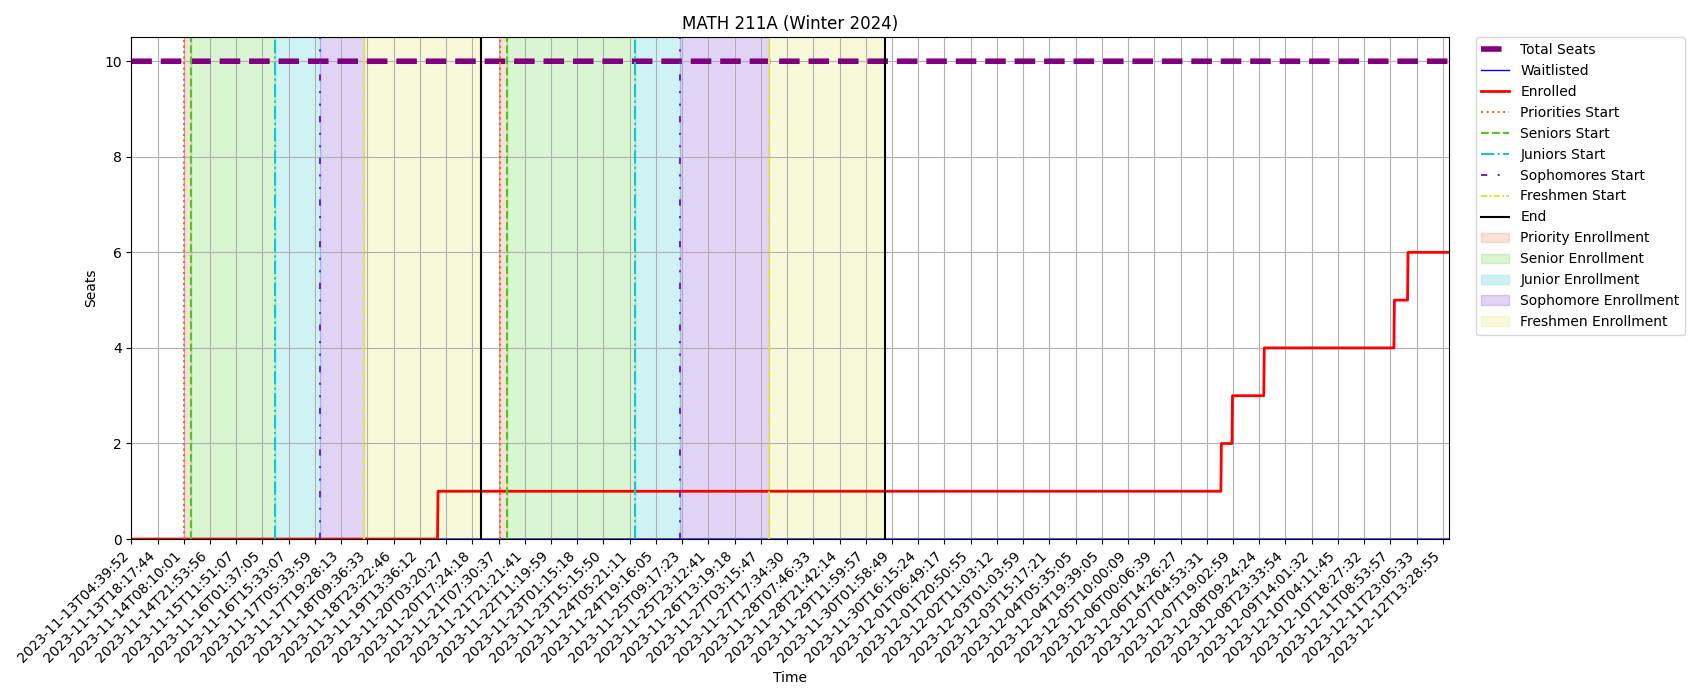 MATH 211A (Winter 2024)
Seats
10
8
6
4
2
0
2023-11-13T04:39:52
2023-11-13T18:17:44
2023-11-14T08:10:01
2023-11-14T21:53:56
2023-11-15T11:51:07
2023-11-16T01:37:05
2023-11-16T15:33:07
2023-11-17T05:33:59
2023-11-17T19:28:13
2023-11-18T09:36:33
2023-11-18T23:22:46
2023-11-19T13:36:12
2023-11-20T03:20:27
2023-11-20T17:24:18
2023-11-21T07:30:37
2023-11-21T21:21:41
2023-11-22T11:19:59
2023-11-23T01:15:18
2023-11-23T15:15:50
2023-11-24T05:21:11
2023-11-24T19:16:05
2023-11-25T09:17:23
2023-11-25T23:12:41
2023-11-26T13:19:18
2023-11-27T03:15:47
2023-11-27T17:34:30
2023-11-28T07:46:33
2023-11-28T21:42:14
2023-11-29T11:59:57
2023-11-30T01:58:49
2023-11-30T16:15:24
2023-12-01T06:49:17
2023-12-01T20:50:55
2023-12-02T11:03:12
2023-12-03T01:03:59
2023-12-03T15:17:21
2023-12-04T05:35:05
2023-12-04T19:39:05
2023-12-05T10:00:09
2023-12-06T00:06:39
2023-12-06T14:26:27
2023-12-07T04:53:31
2023-12-07T19:02:59
2023-12-08T09:24:24
2023-12-08T23:33:54
2023-12-09T14:01:32
2023-12-10T04:11:45
2023-12-10T18:27:32
2023-12-11T08:53:57
2023-12-11T23:05:33
2023-12-12T13:28:55
Time
Total Seats
Waitlisted
Enrolled
Priorities Start
Seniors Start
Juniors Start
Sophomores Start
Freshmen Start
End
Priority Enrollment
Senior Enrollment
Junior Enrollment
Sophomore Enrollment
Freshmen Enrollment